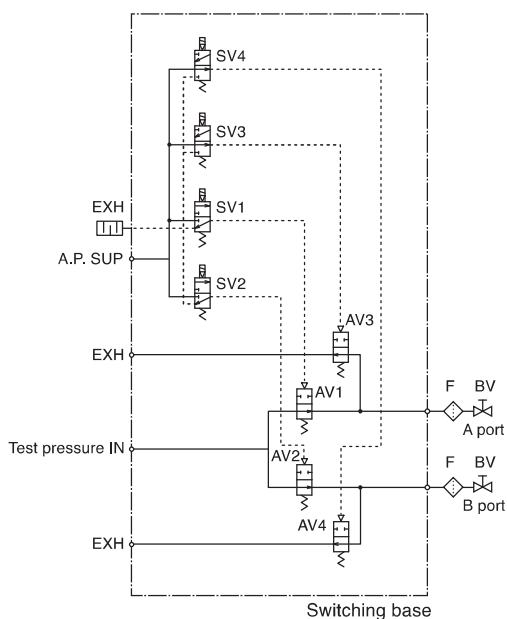 SV4
SV3
EXH
SV1
A.P. SUP
SV2
AV3
EXH
AV1
F BV
A port
Test pressure IN
AV2
F BV
B port
AV4
EXH
Switching base